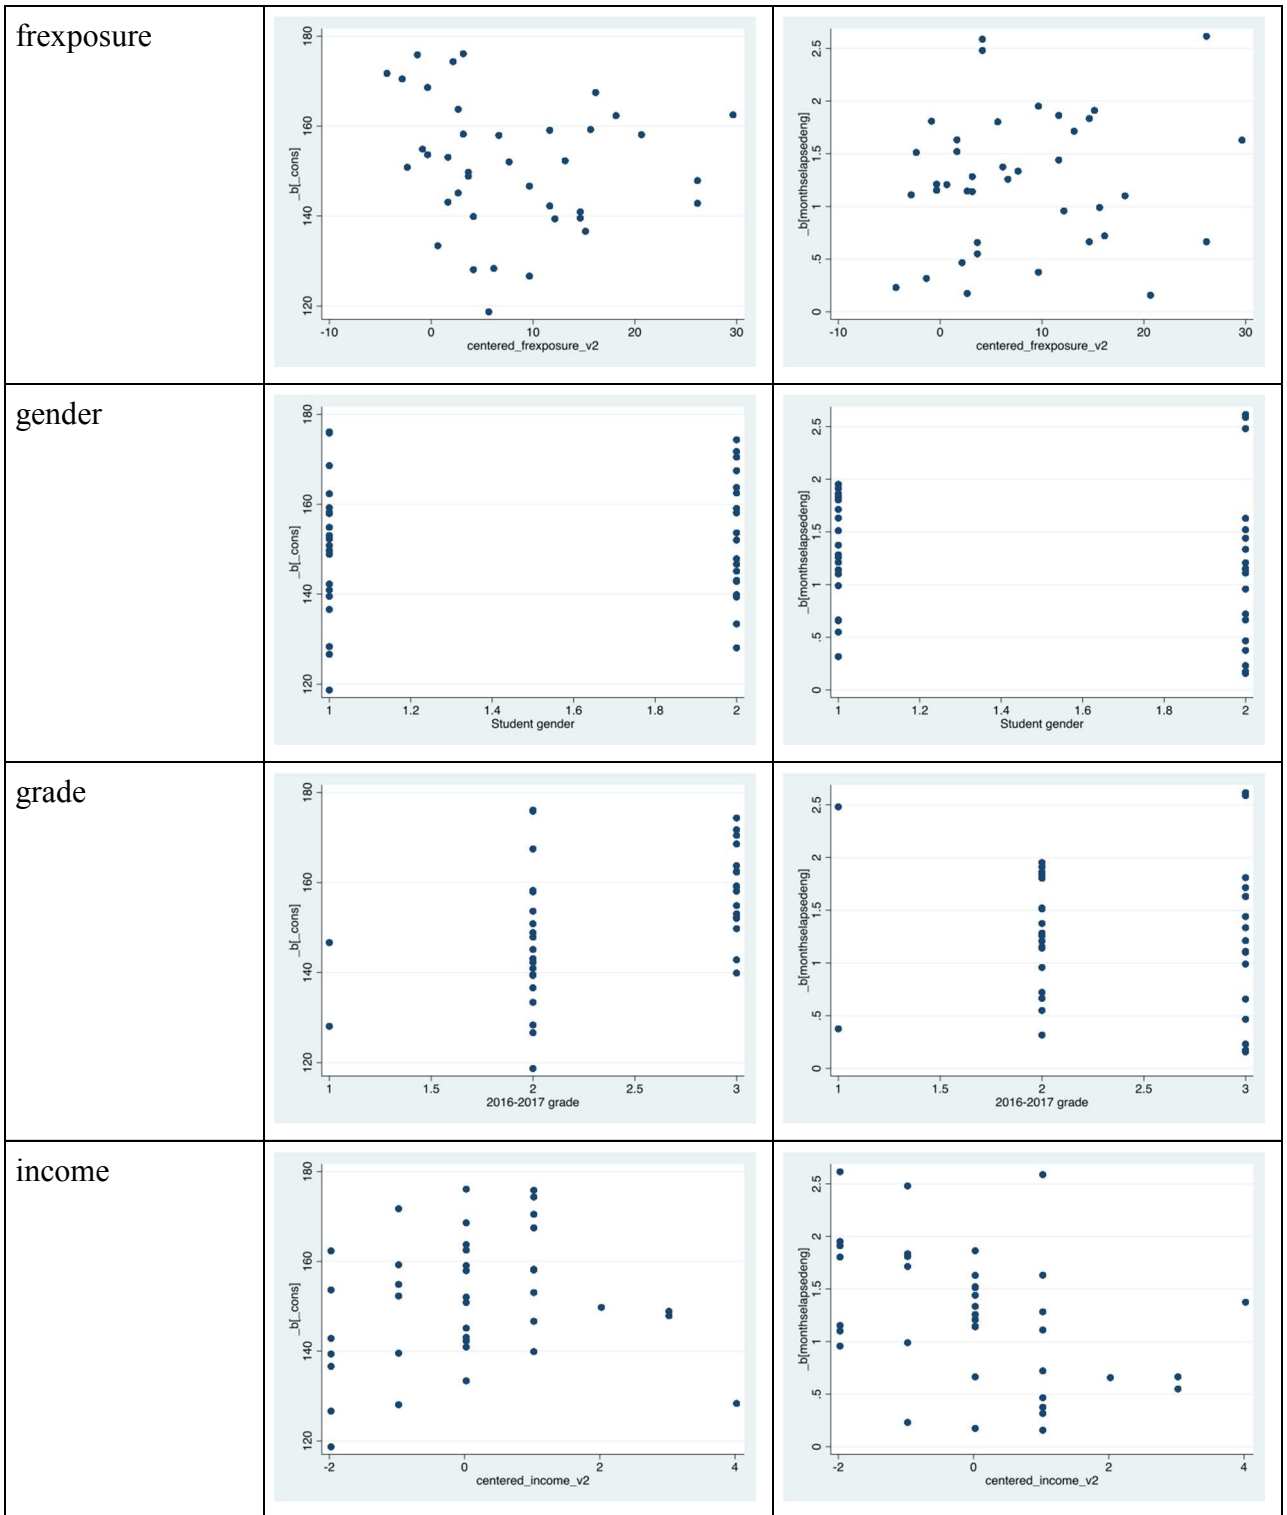 frexposure
_b[_cons]
180
160
140
120
-10 0 10 20 30
centered_frexposure_v2
_b[monthselapsedeng]
2.5
2
1.5
1
.5
0
-10 0 10 20 30
centered_frexposure_v2
gender
_b[_cons]
180
160
140
120
1 1.2 1.4 1.6 1.8 2
Student gender
_b[monthselapsedeng]
2.5
2
1.5
1
.5
0
1 1.2 1.4 1.6 1.8 2
Student gender
grade
_b[_cons]
180
160
140
120
1 1.5 2 2.5 3
2016-2017 grade
_b[monthselapsedeng]
2.5
2
1.5
1
.5
0
1 1.5 2 2.5 3
2016-2017 grade
income
_b[_cons]
180
160
140
120
-2 0 2 4
centered_income_v2
_b[monthselapsedeng]
2.5
2
1.5
1
.5
0
-2 0 2 4
centered_income_v2